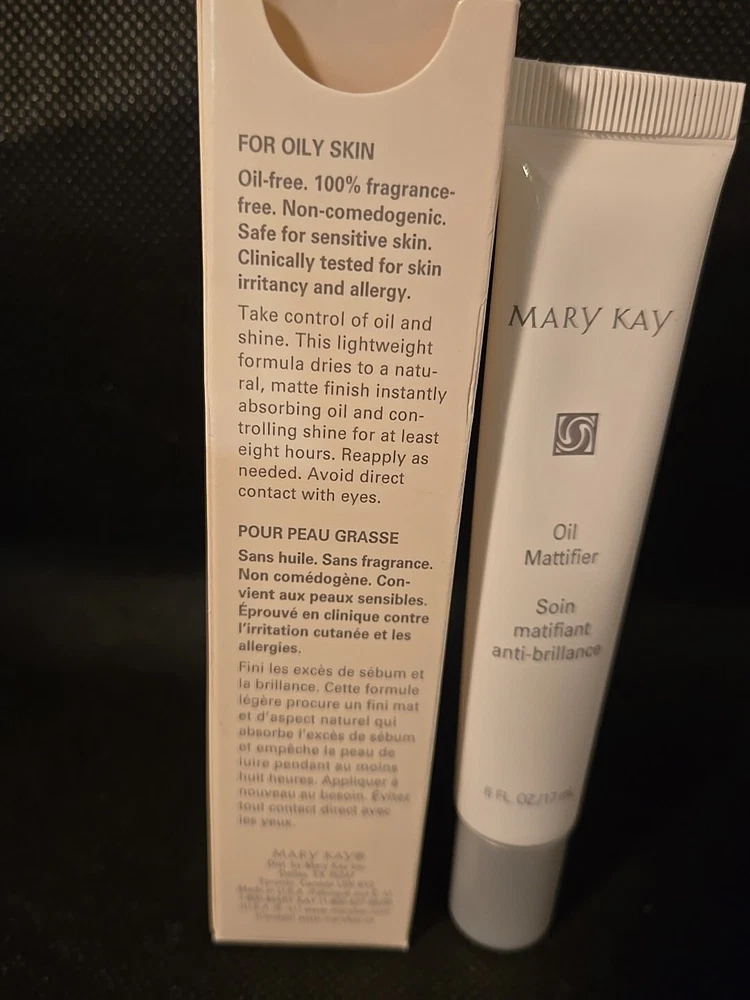 FOR OILY SKIN
Oil-free. 100% fragrance-
free. Non-comedogenic.
Safe for sensitive skin.
Clinically tested for skin
irritancy and allergy.
Take control of oil and
shine. This lightweight
formula dries to a natu-
ral, matte finish instantly
absorbing oil and con-
trolling shine for at least
eight hours. Reapply as
needed. Avoid direct
contact with eyes.
POUR PEAU GRASSE
Sans huile. Sans fragrance.
Non comédogène. Con-
vient aux peaux sensibles.
Éprouvé en clinique contre
l'irritation cutanée et les
allergies.
Fini les excès de sébum et
la brillance. Cette formule
légère procure un fini mat
et d'aspect naturel qui
absorbe l'excès de sébum
et empêche la peau de
luire pendant au moins
huit heures. Appliquer à
nouveau au besoin. Évitez
tout contact direct avec
les yeux.
MARY KAY®
MARY KAY
Oil
Mattifier
Soin
matifiant
anti-brillance
FL. OZ./17